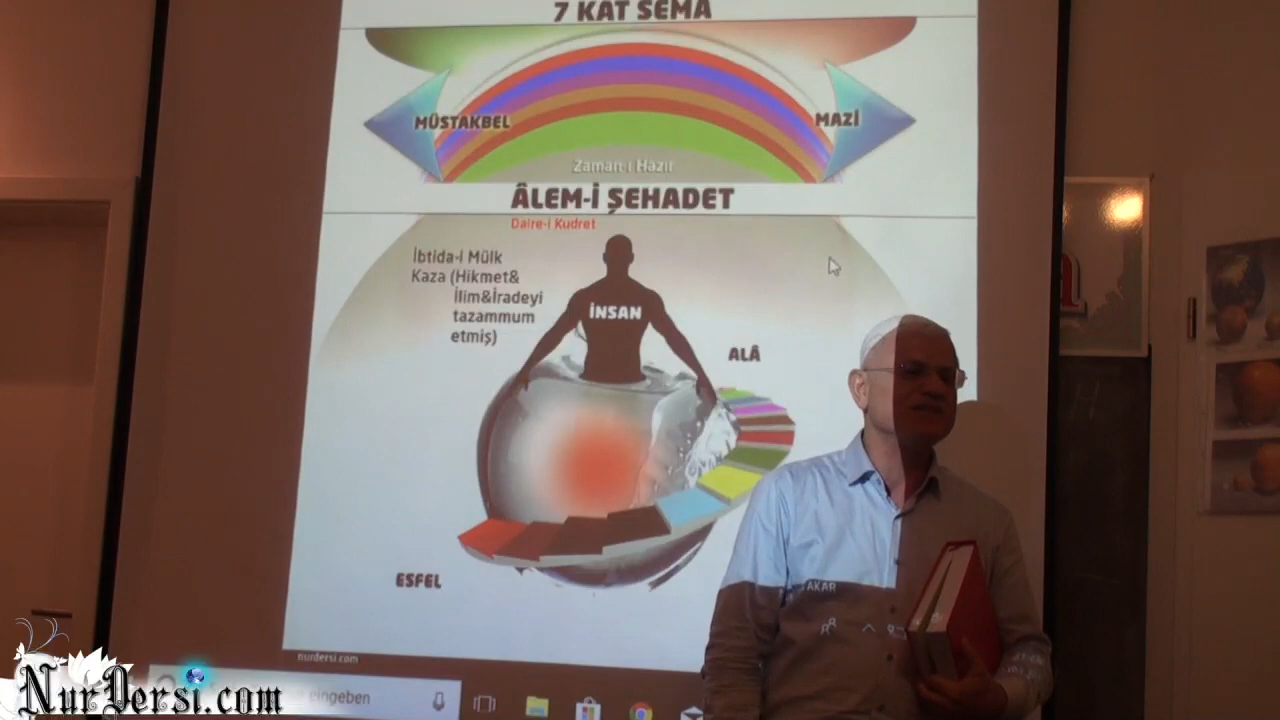 7 KAT SEMA
MÜSTAKBEL
MAZİ
Zaman-ı Hazır
ÂLEM-İ ŞEHADET
Daire-i Kudret
İbtida-i Mülk
Kaza (Hikmet&
İlim&İradeyi
tazammum
etmiş)
İNSAN
ALÂ
ESFEL
nurdersi.com
eingeben
AKAR
NurDersi.com